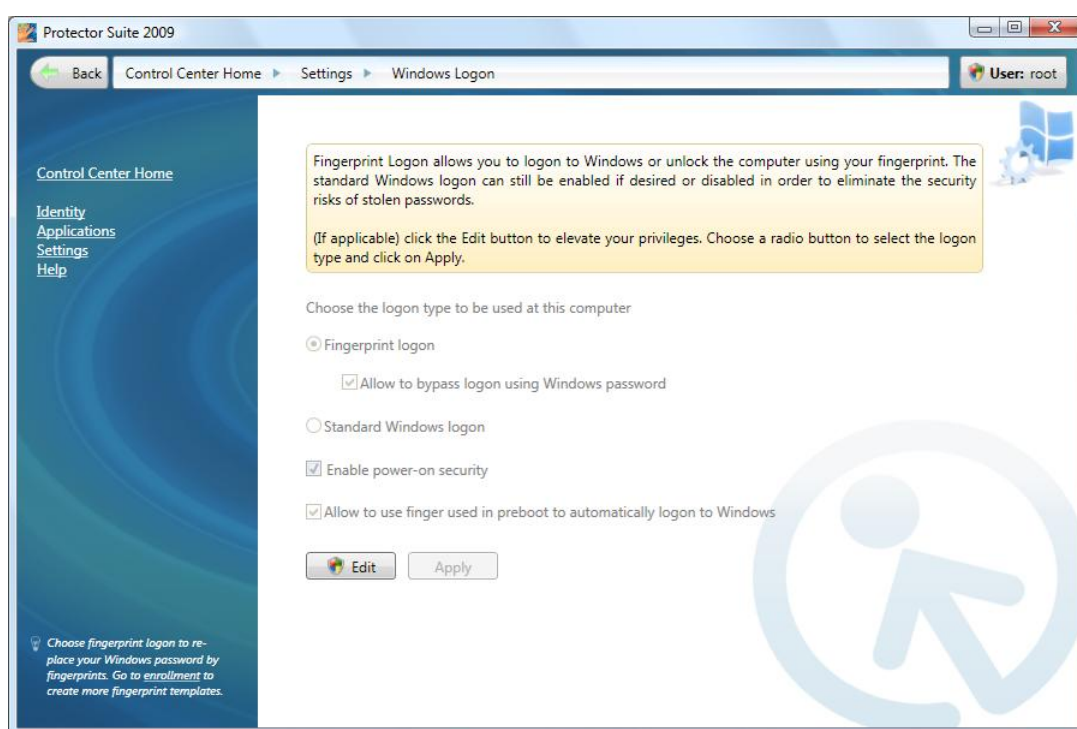 Protector Suite 2009
Back Control Center Home Settings Windows Logon User: root
Control Center Home
Identity
Applications
Settings
Help
Fingerprint Logon allows you to logon to Windows or unlock the computer using your fingerprint. The
standard Windows logon can still be enabled if desired or disabled in order to eliminate the security
risks of stolen passwords.
(If applicable) click the Edit button to elevate your privileges. Choose a radio button to select the logon
type and click on Apply.
Choose the logon type to be used at this computer
Fingerprint logon
Allow to bypass logon using Windows password
Standard Windows logon
Enable power-on security
Allow to use finger used in preboot to automatically logon to Windows
Edit Apply
Choose fingerprint logon to re-
place your Windows password by
fingerprints. Go to enrollment to
create more fingerprint templates.